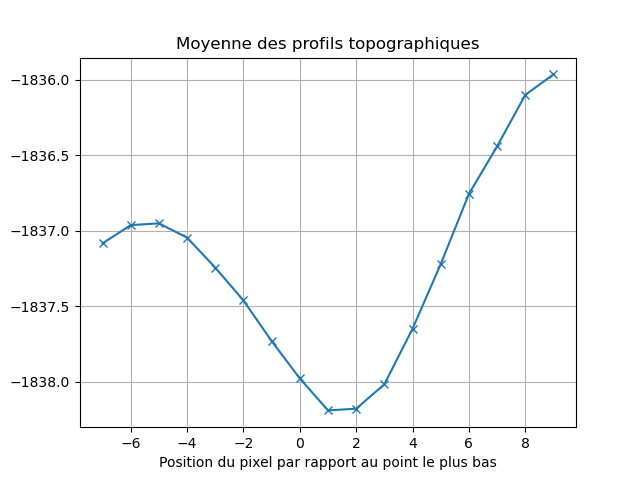 Moyenne des profils topographiques
−1836.0
−1836.5
−1837.0
−1837.5
−1838.0
−6 −4 −2 0 2 4 6 8
Position du pixel par rapport au point le plus bas